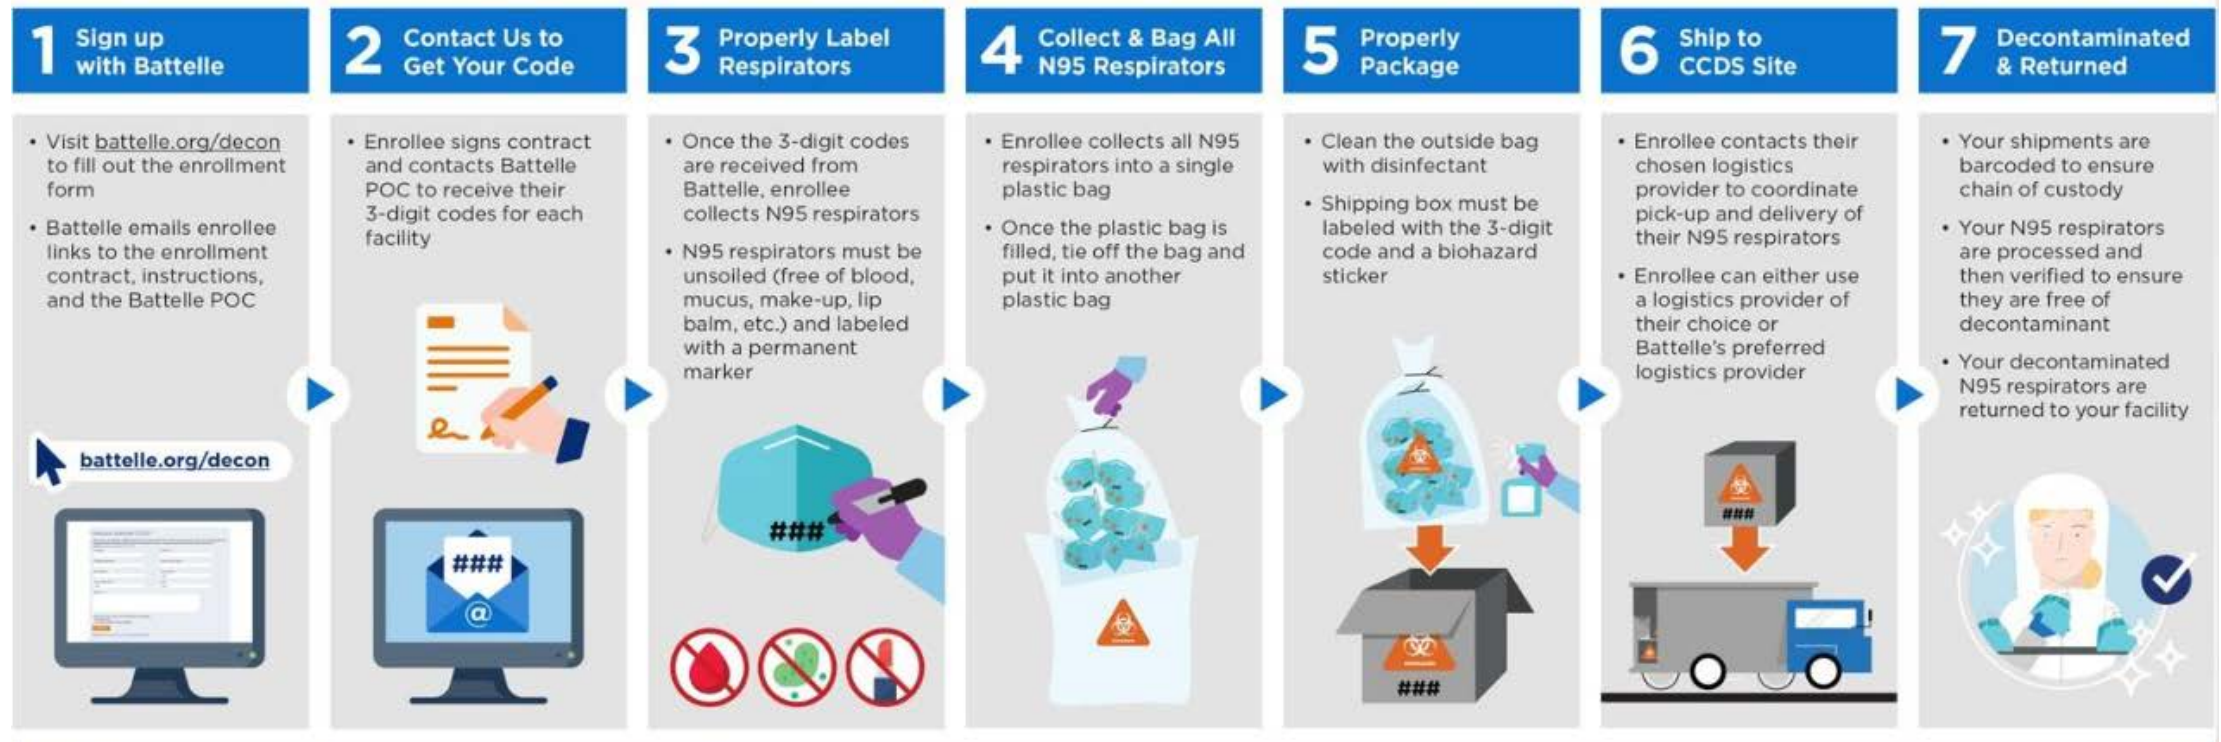 1
Sign up
with Battelle
• Visit battelle.org/decon
to fill out the enrollment
form
• Battelle emails enrollee
links to the enrollment
contract, instructions,
and the Battelle POC
battelle.org/decon
2
Contact Us to
Get Your Code
• Enrollee signs contract
and contacts Battelle
POC to receive their
3-digit codes for each
facility
###
@
3
Properly Label
Respirators
• Once the 3-digit codes
are received from
Battelle, enrollee
collects N95 respirators
• N95 respirators must be
unsoiled (free of blood,
mucus, make-up, lip
balm, etc.) and labeled
with a permanent
marker
###
4
Collect & Bag All
N95 Respirators
• Enrollee collects all N95
respirators into a single
plastic bag
• Once the plastic bag is
filled, tie off the bag and
put it into another
plastic bag
5
Properly
Package
• Clean the outside bag
with disinfectant
• Shipping box must be
labeled with the 3-digit
code and a biohazard
sticker
###
6
Ship to
CCDS Site
• Enrollee contacts their
chosen logistics
provider to coordinate
pick-up and delivery of
their N95 respirators
• Enrollee can either use
a logistics provider of
their choice or
Battelle's preferred
logistics provider
###
7
Decontaminated
& Returned
• Your shipments are
barcoded to ensure
chain of custody
• Your N95 respirators
are processed and
then verified to ensure
they are free of
decontaminant
• Your decontaminated
N95 respirators are
returned to your facility